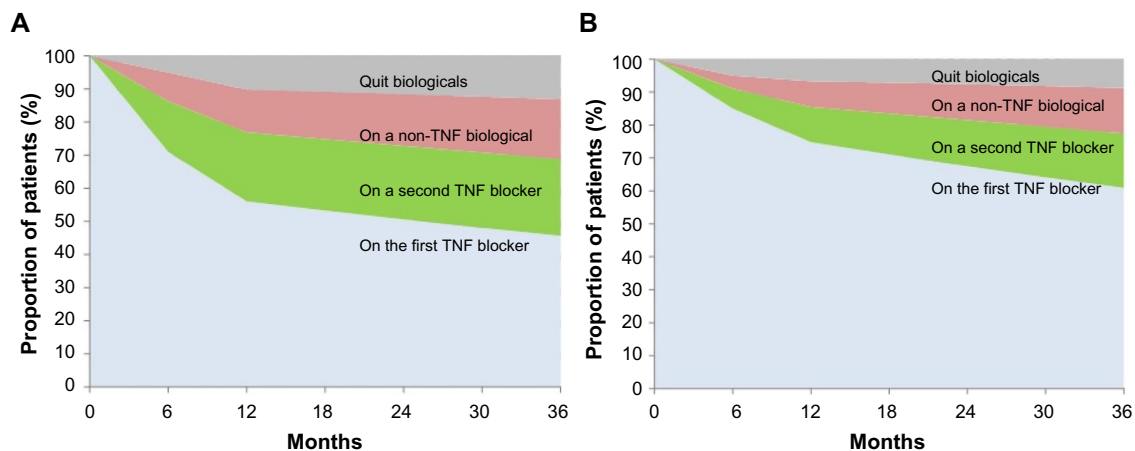 A
Proportion of patients (%)
100
90
80
70
60
50
40
30
20
10
0
Quit biologicals
On a non-TNF biological
On a second TNF blocker
On the first TNF blocker
0 6 12 18 24 30 36
Months
B
Proportion of patients (%)
100
90
80
70
60
50
40
30
20
10
0
Quit biologicals
On a non-TNF biological
On a second TNF blocker
On the first TNF blocker
0 6 12 18 24 30 36
Months